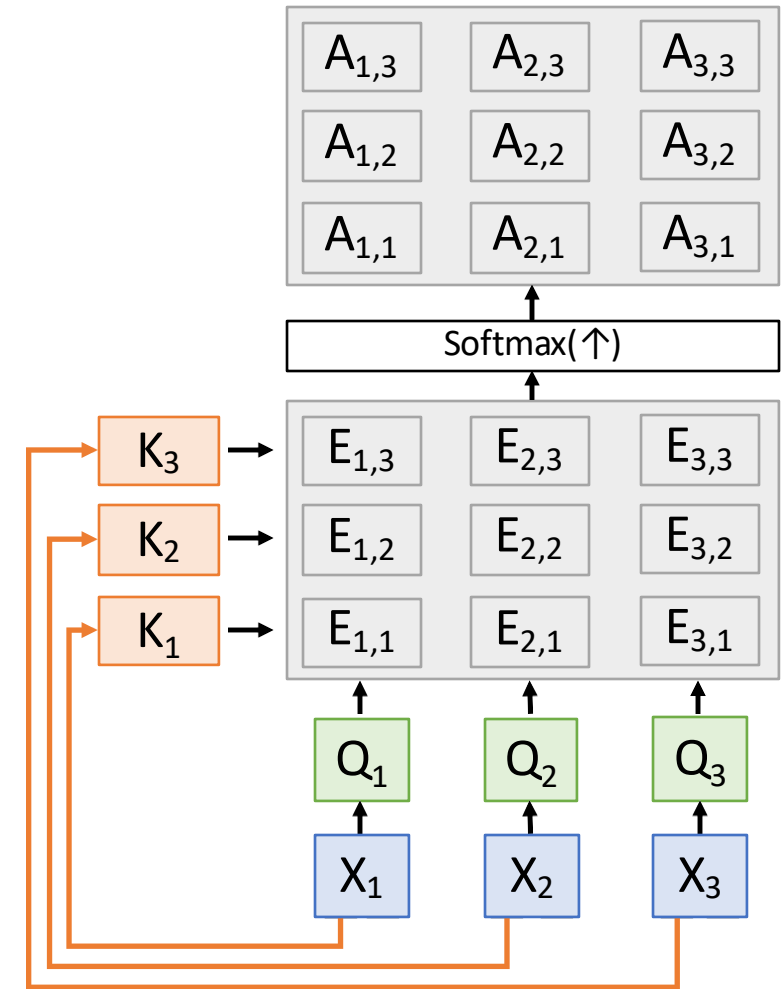 A₁,₃ A₂,₃ A₃,₃
A₁,₂ A₂,₂ A₃,₂
A₁,₁ A₂,₁ A₃,₁
Softmax(↑)
K₃ E₁,₃ E₂,₃ E₃,₃
K₂ E₁,₂ E₂,₂ E₃,₂
K₁ E₁,₁ E₂,₁ E₃,₁
Q₁ Q₂ Q₃
X₁ X₂ X₃